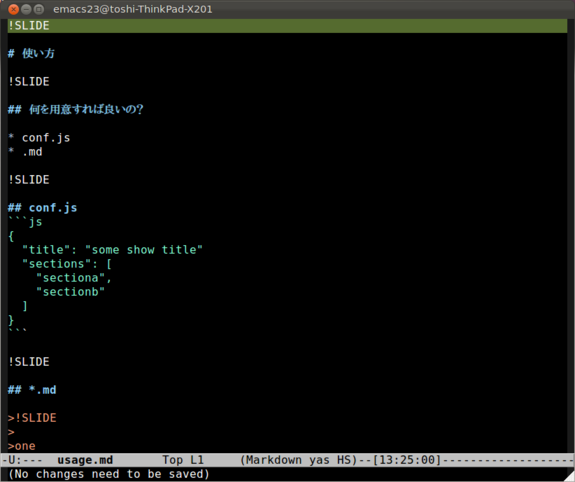 emacs23@toshi-ThinkPad-X201
!SLIDE
# 使い方
!SLIDE
## 何を用意すれば良いの?
* conf.js
* .md
!SLIDE
## conf.js
```js
{
  "title": "some show title"
  "sections": [
    "sectiona",
    "sectionb"
  ]
}
```
!SLIDE
## *.md
>!SLIDE
>
>one
-U:---  usage.md       Top L1     (Markdown yas HS)--[13:25:00]-------------------
(No changes need to be saved)